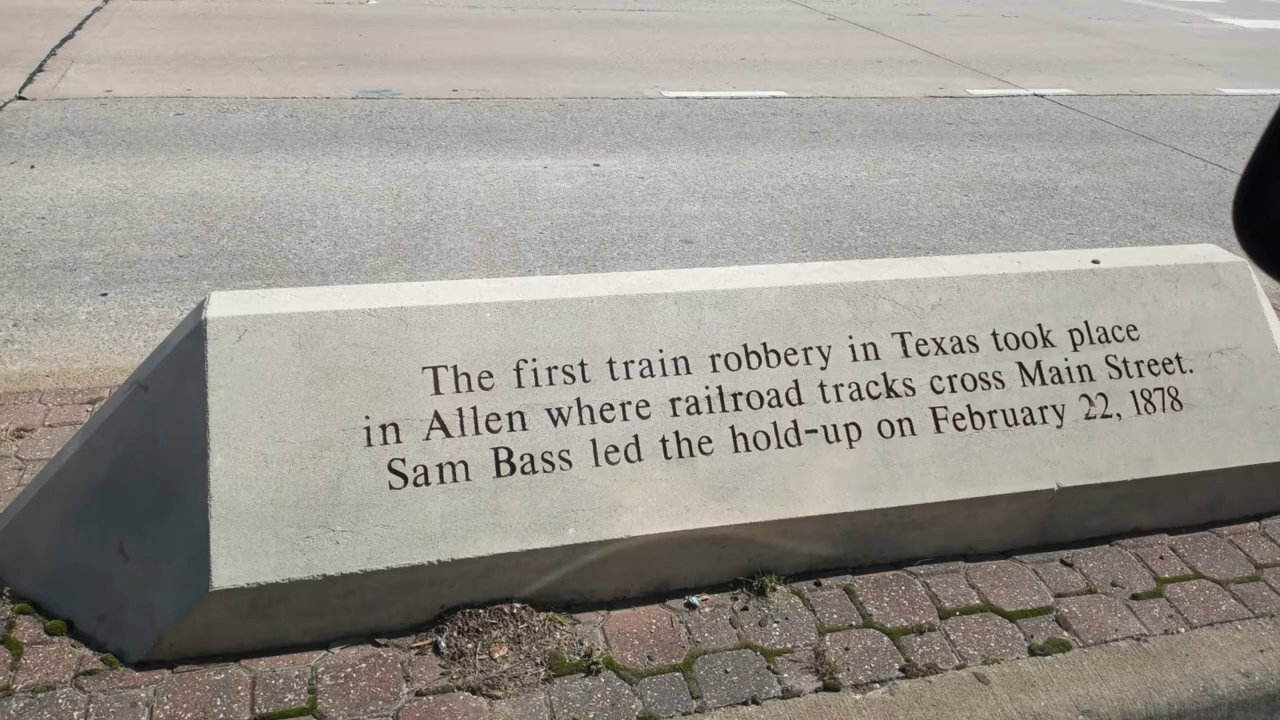 The first train robbery in Texas took place
in Allen where railroad tracks cross Main Street.
Sam Bass led the hold-up on February 22, 1878